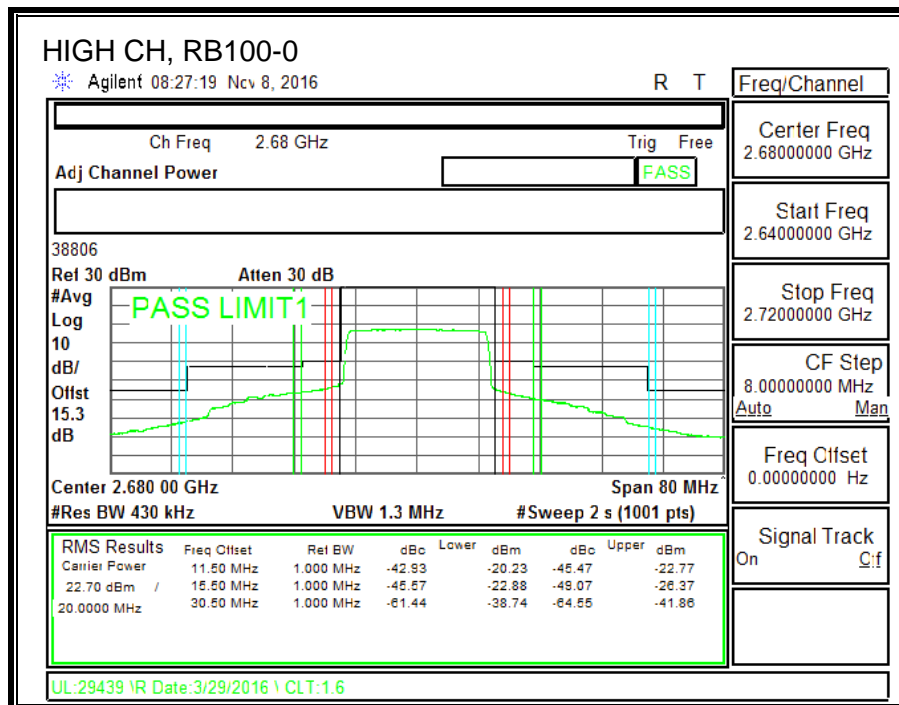 HIGH CH, RB100-0
Agilent 08:27:19 Nov 8, 2016 R T
Freq/Channel
Ch Freq 2.68 GHz Trig Free
Adj Channel Power PASS
Center Freq
2.68000000 GHz
Start Freq
2.64000000 GHz
Stop Freq
2.72000000 GHz
CF Step
8.00000000 MHz
Auto Man
Freq Offset
0.00000000 Hz
Signal Track
On Off
38806
Ref 30 dBm Atten 30 dB
#Avg
Log
10
dB/
Offst
15.3
dB
PASS LIMIT1
Center 2.680 00 GHz Span 80 MHz
#Res BW 430 kHz VBW 1.3 MHz #Sweep 2 s (1001 pts)
RMS Results Freq Offset Ref BW dBc Lower dBm dBc Upper dBm
Carrier Power 11.50 MHz 1.000 MHz -42.93 -20.23 -45.47 -22.77
22.70 dBm / 15.50 MHz 1.000 MHz -45.57 -22.88 -49.07 -26.37
20.0000 MHz 30.50 MHz 1.000 MHz -61.44 -38.74 -64.55 -41.86
UL:29439 \R Date:3/29/2016 \ CLT:1.6